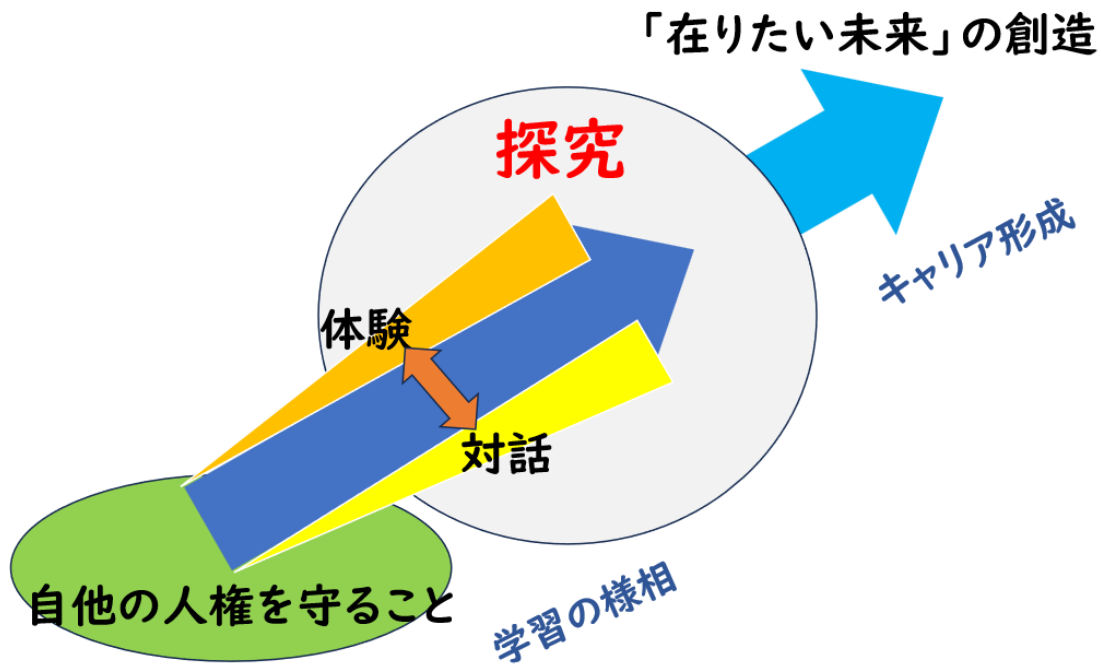 「在りたい未来」の創造
探究
キャリア形成
体験
対話
自他の人権を守ること
学習の様相